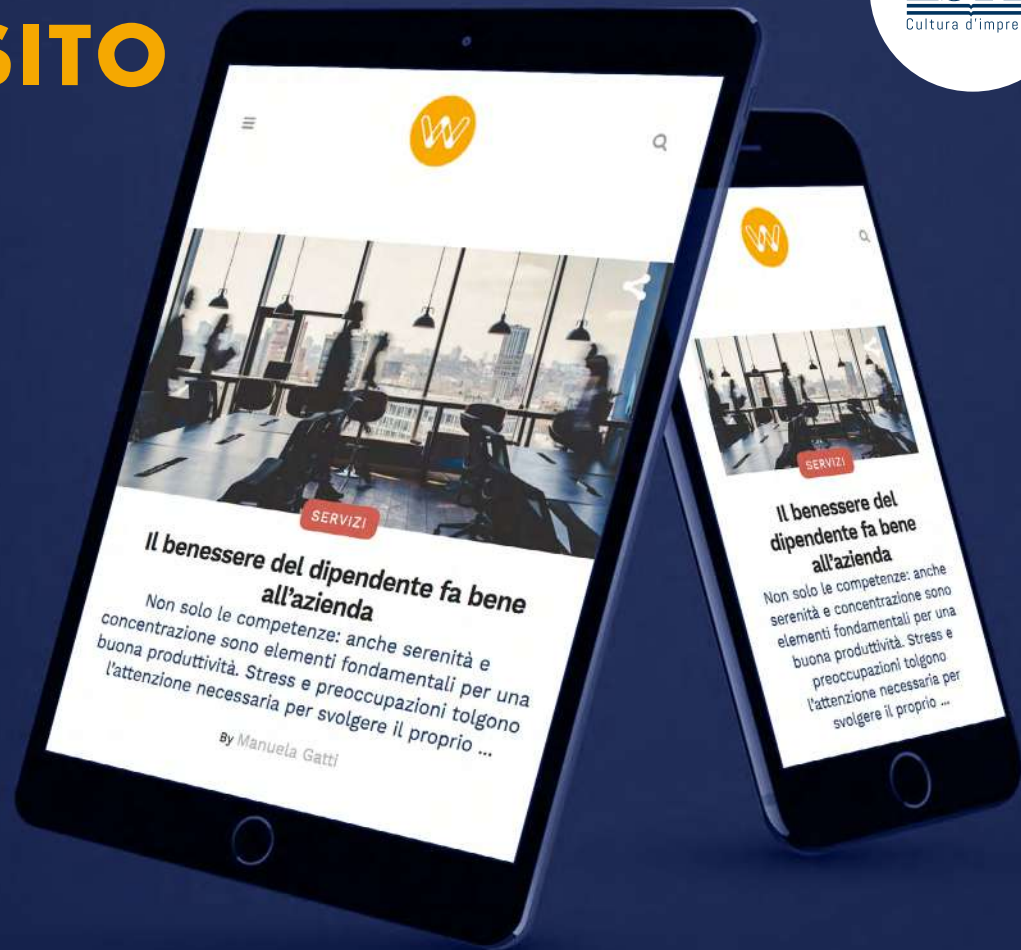 SITO
Cultura d'impre
SERVIZI
Il benessere del dipendente fa bene
all'azienda
Non solo le competenze: anche serenità e
concentrazione sono elementi fondamentali per una
buona produttività. Stress e preoccupazioni tolgono
l'attenzione necessaria per svolgere il proprio ...
By Manuela Gatti
SERVIZI
Il benessere del
dipendente fa bene
all'azienda
Non solo le competenze: anche
serenità e concentrazione sono
elementi fondamentali per una
buona produttività. Stress e
preoccupazioni tolgono
l'attenzione necessaria per
svolgere il proprio ...